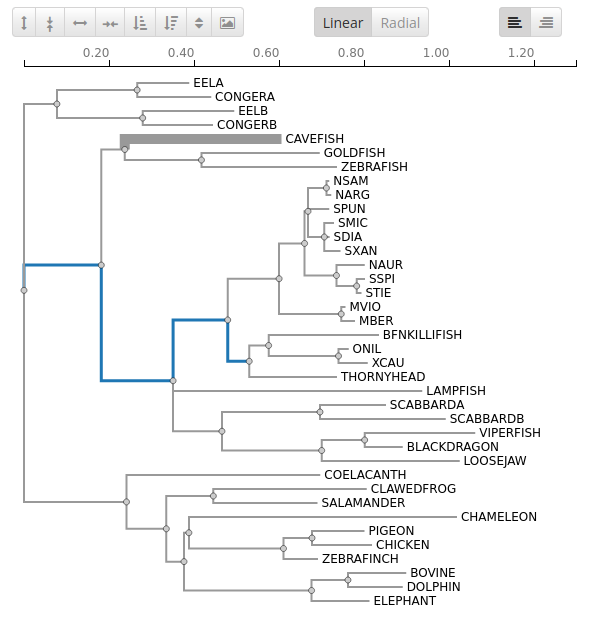 Linear Radial
0.20 0.40 0.60 0.80 1.00 1.20
EELA
CONGERA
EELB
CONGERB
CAVEFISH
GOLDFISH
ZEBRAFISH
NSAM
NARG
SPUN
SMIC
SDIA
SXAN
NAUR
SSPI
STIE
MVIO
MBER
BFNKILLIFISH
ONIL
XCAU
THORNYHEAD
LAMPFISH
SCABBARDA
SCABBARDB
VIPERFISH
BLACKDRAGON
LOOSEJAW
COELACANTH
CLAWEDFROG
SALAMANDER
CHAMELEON
PIGEON
CHICKEN
ZEBRAFINCH
BOVINE
DOLPHIN
ELEPHANT